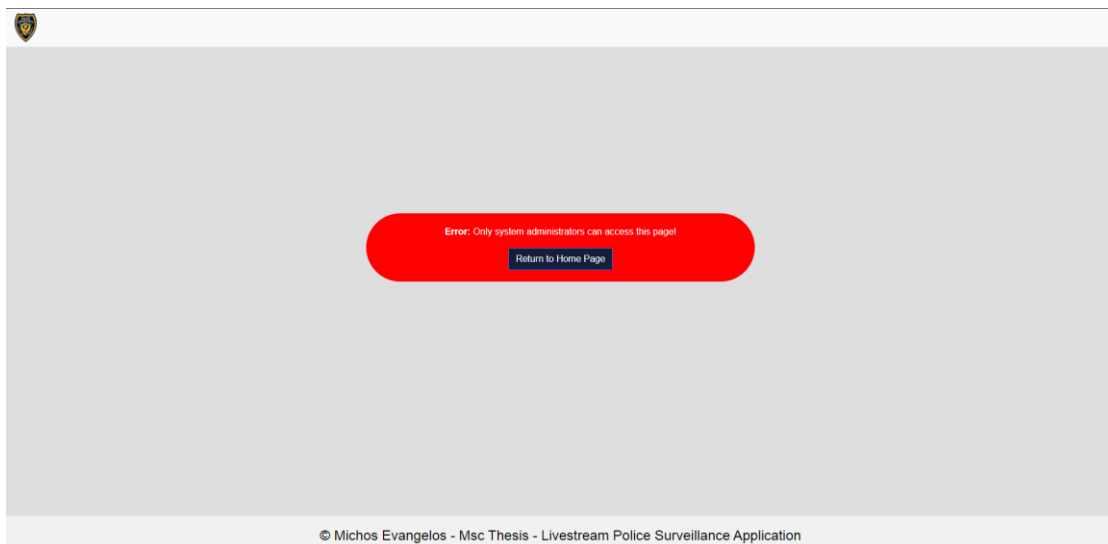 Error: Only system administrators can access this page!
Return to Home Page
© Michos Evangelos - Msc Thesis - Livestream Police Surveillance Application